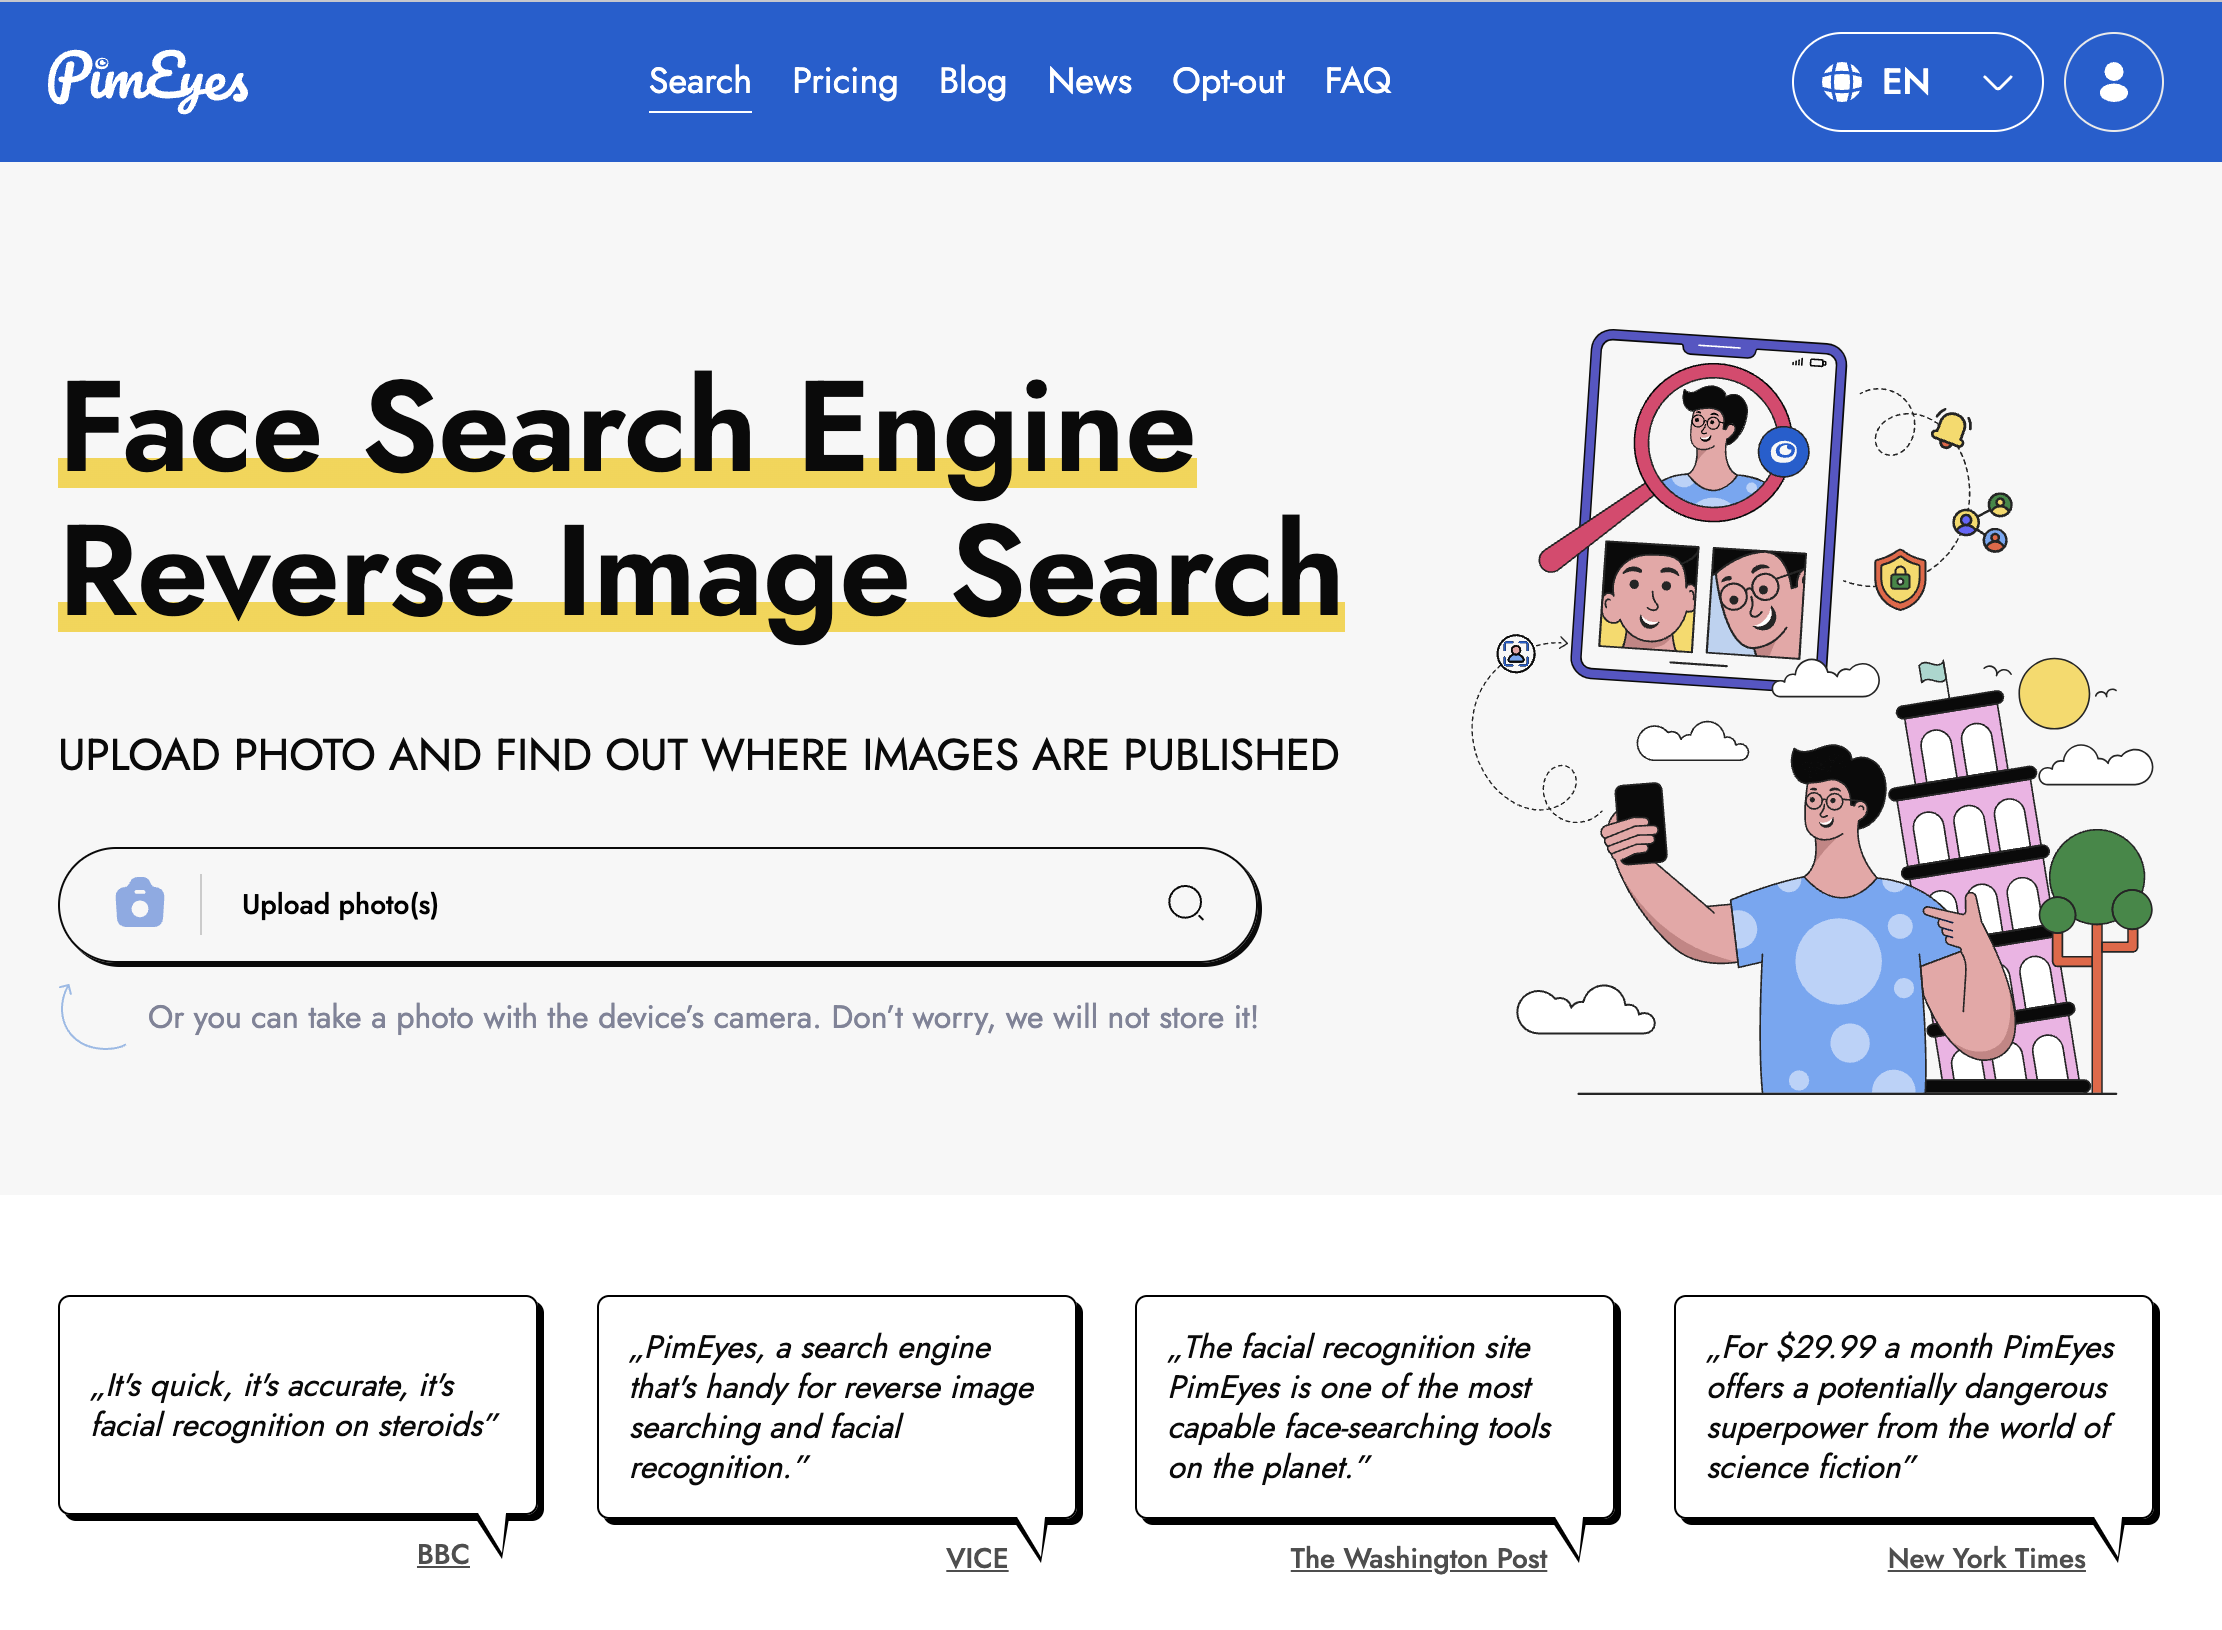 PimEyes
Search
Pricing
Blog
News
Opt-out
FAQ
EN
Face Search Engine
Reverse Image Search
UPLOAD PHOTO AND FIND OUT WHERE IMAGES ARE PUBLISHED
Upload photo(s)
Or you can take a photo with the device’s camera. Don’t worry, we will not store it!
„It's quick, it's accurate, it's
facial recognition on steroids”
BBC
„PimEyes, a search engine
that's handy for reverse image
searching and facial
recognition.”
VICE
„The facial recognition site
PimEyes is one of the most
capable face-searching tools
on the planet.”
The Washington Post
„For $29.99 a month PimEyes
offers a potentially dangerous
superpower from the world of
science fiction”
New York Times